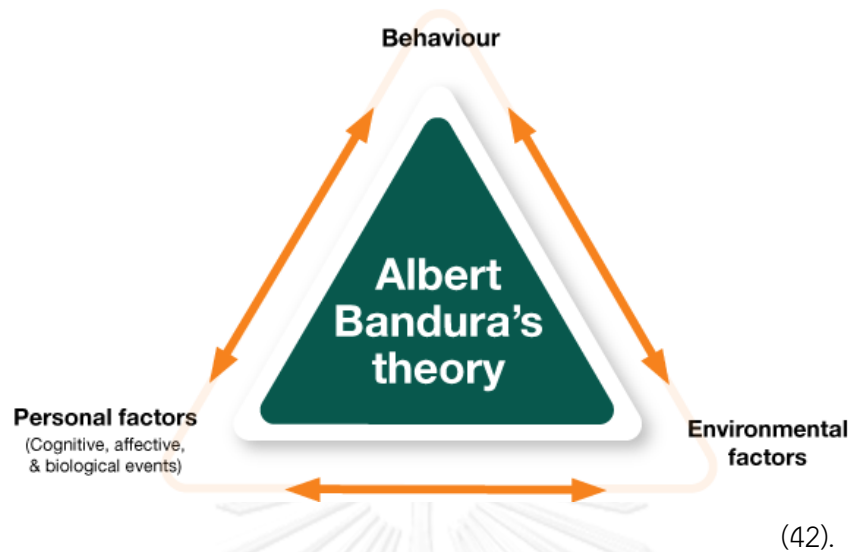 Behaviour
Albert
Bandura’s
theory
Personal factors
(Cognitive, affective,
& biological events)
Environmental
factors
(42).